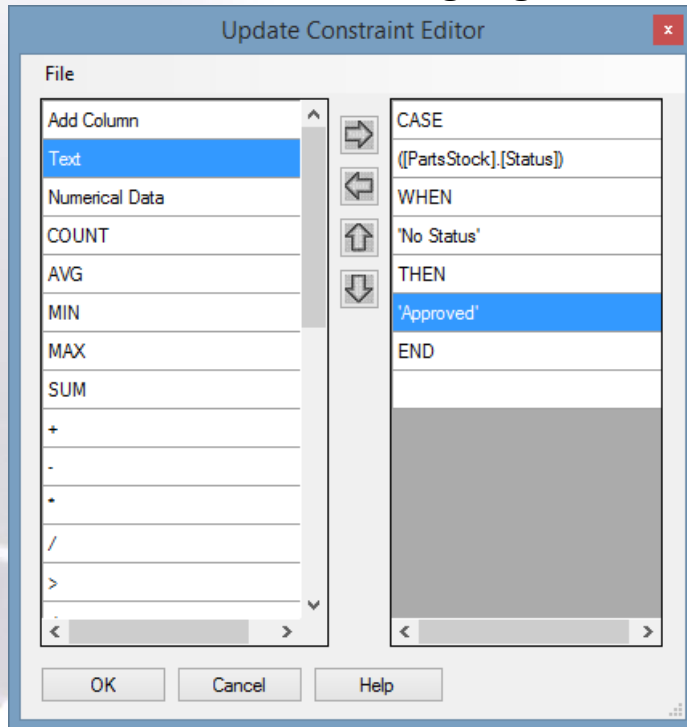 Update Constraint Editor
x
File
Add Column
Text
Numerical Data
COUNT
AVG
MIN
MAX
SUM
+
-
*
/
>
CASE
([PartsStock].[Status])
WHEN
'No Status'
THEN
'Approved'
END
OK
Cancel
Help